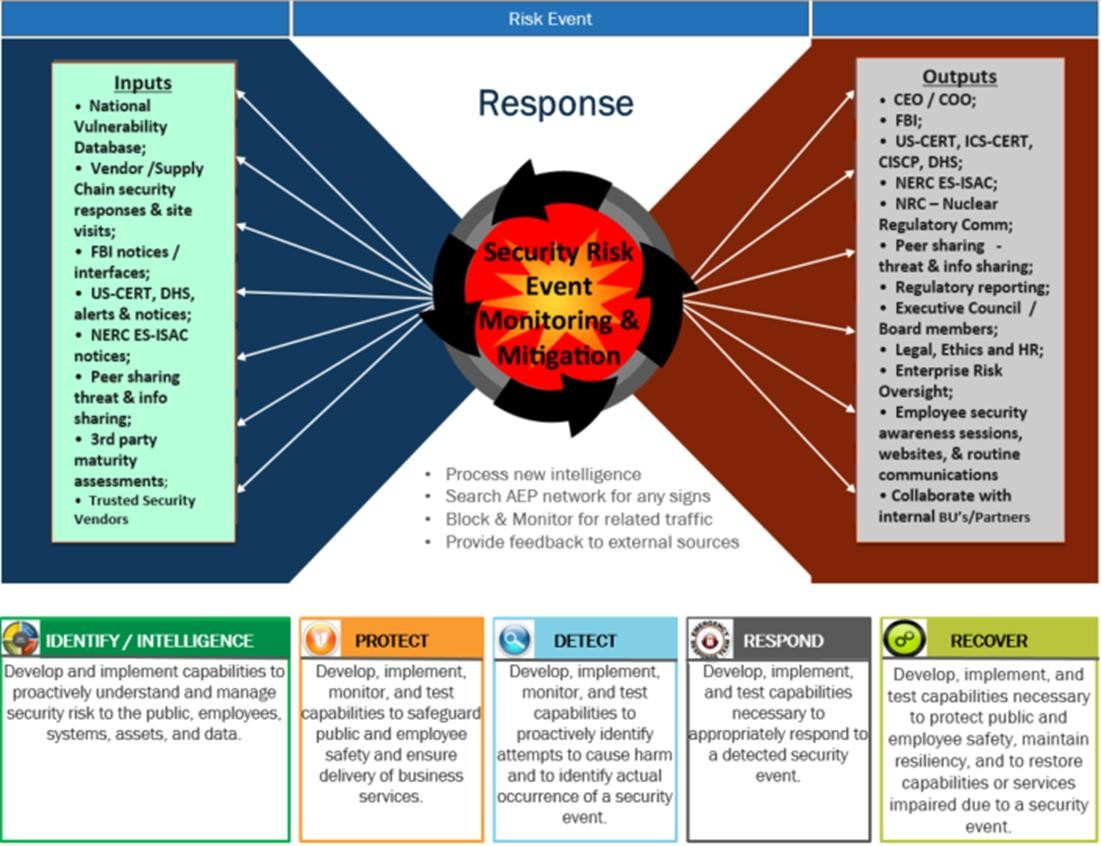 Risk Event
Inputs
• National
Vulnerability
Database;
• Vendor /Supply
Chain security
responses & site
visits;
• FBI notices /
interfaces;
• US-CERT, DHS,
alerts & notices;
• NERC ES-ISAC
notices;
• Peer sharing
threat & info
sharing;
• 3rd party
maturity
assessments;
• Trusted Security
Vendors
Response
Security Risk
Event
Monitoring &
Mitigation
• Process new intelligence
• Search AEP network for any signs
• Block & Monitor for related traffic
• Provide feedback to external sources
Outputs
• CEO / COO;
• FBI;
• US-CERT, ICS-CERT,
CISCP, DHS;
• NERC ES-ISAC;
• NRC – Nuclear
Regulatory Comm;
• Peer sharing -
threat & info sharing;
• Regulatory reporting;
• Executive Council /
Board members;
• Legal, Ethics and HR;
• Enterprise Risk
Oversight;
• Employee security
awareness sessions,
websites, & routine
communications
• Collaborate with
internal BU's/Partners
IDENTIFY / INTELLIGENCE
Develop and implement capabilities to
proactively understand and manage
security risk to the public, employees,
systems, assets, and data.
PROTECT
Develop, implement,
monitor, and test
capabilities to safeguard
public and employee
safety and ensure
delivery of business
services.
DETECT
Develop, implement,
monitor, and test
capabilities to
proactively identify
attempts to cause harm
and to identify actual
occurrence of a security
event.
EMERGENCY
RESPONSE TEAM
RESPOND
Develop, implement,
and test capabilities
necessary to
appropriately respond to
a detected security
event.
RECOVER
Develop, implement, and
test capabilities necessary
to protect public and
employee safety, maintain
resiliency, and to restore
capabilities or services
impaired due to a security
event.